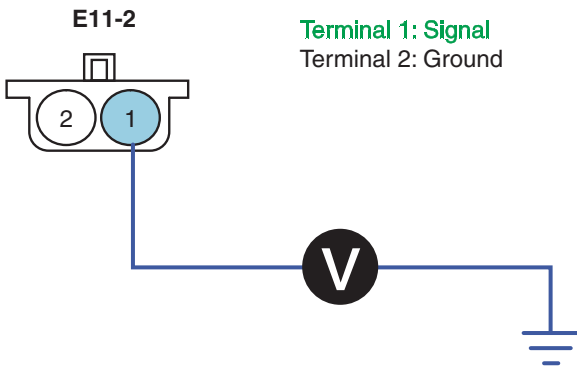 E11-2
Terminal 1: Signal
Terminal 2: Ground
2 1
V